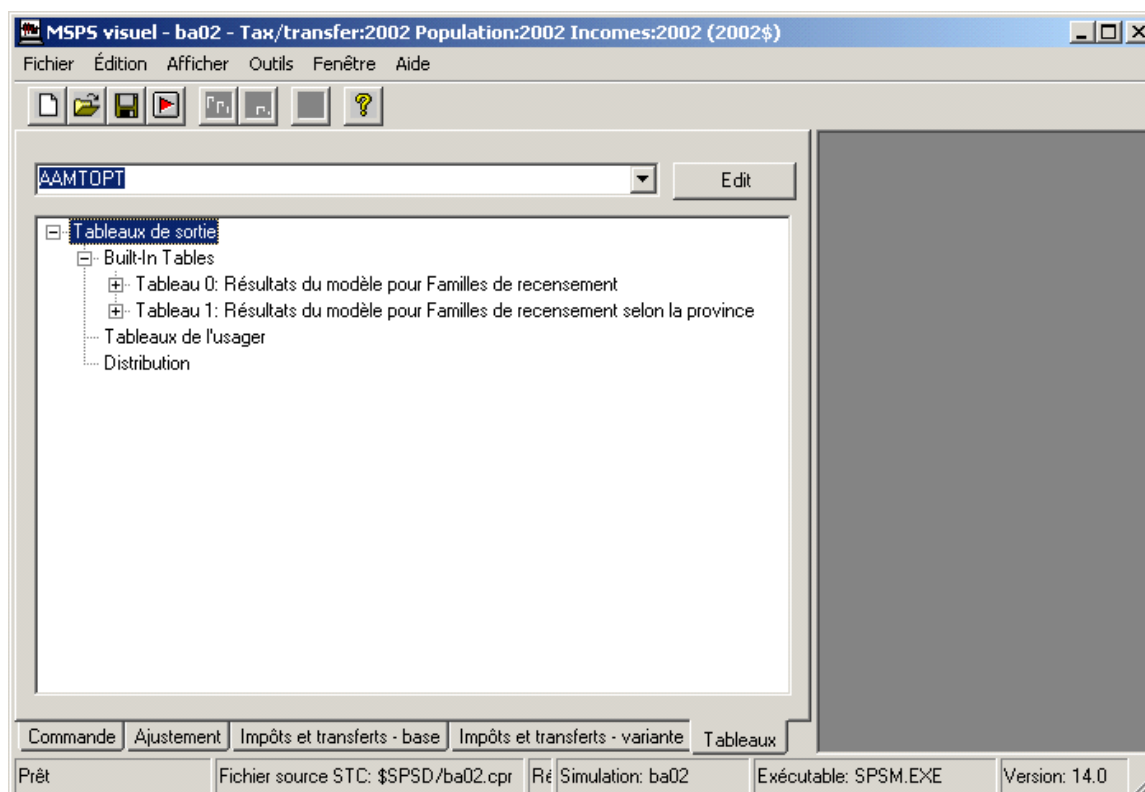 MSPS visuel - ba02 - Tax/transfer:2002 Population:2002 Incomes:2002 (2002$)
Fichier Édition Afficher Outils Fenêtre Aide
AAMTOPT Edit
Tableaux de sortie
Built-In Tables
Tableau 0: Résultats du modèle pour Familles de recensement
Tableau 1: Résultats du modèle pour Familles de recensement selon la province
Tableaux de l'usager
Distribution
Commande Ajustement Impôts et transferts - base Impôts et transferts - variante Tableaux
Prêt Fichier source STC: $SPSD/ba02.cpr Ré Simulation: ba02 Exécutable: SPSM.EXE Version: 14.0